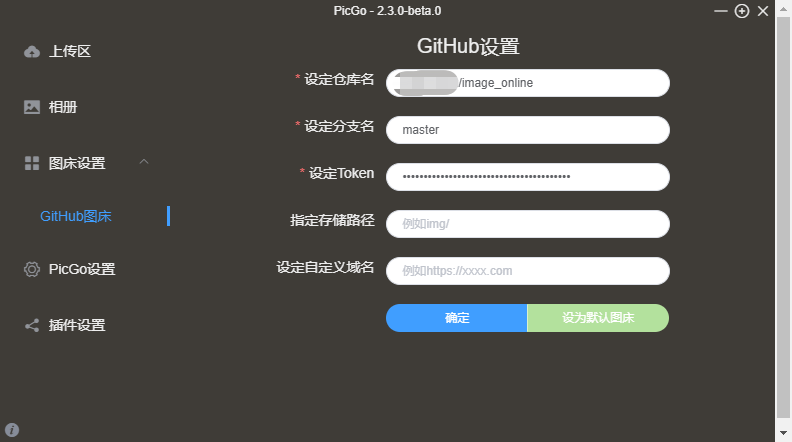 PicGo - 2.3.0-beta.0
上传区
相册
图床设置
GitHub图床
PicGo设置
插件设置
GitHub设置
* 设定仓库名
/image_online
* 设定分支名
master
* 设定Token
指定存储路径
例如img/
设定自定义域名
例如https://xxxx.com
确定
设为默认图床